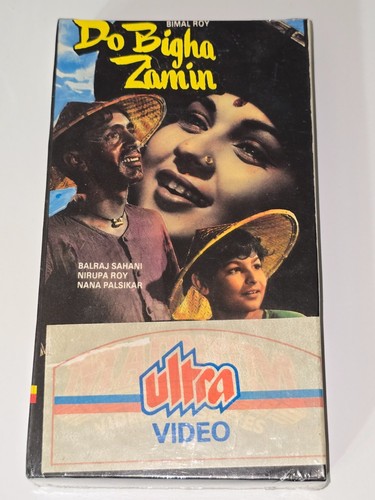 BIMAL ROY
Do Bigha
Zamin
BALRAJ SAHANI
NIRUPA ROY
NANA PALSIKAR
ultra
VIDEO